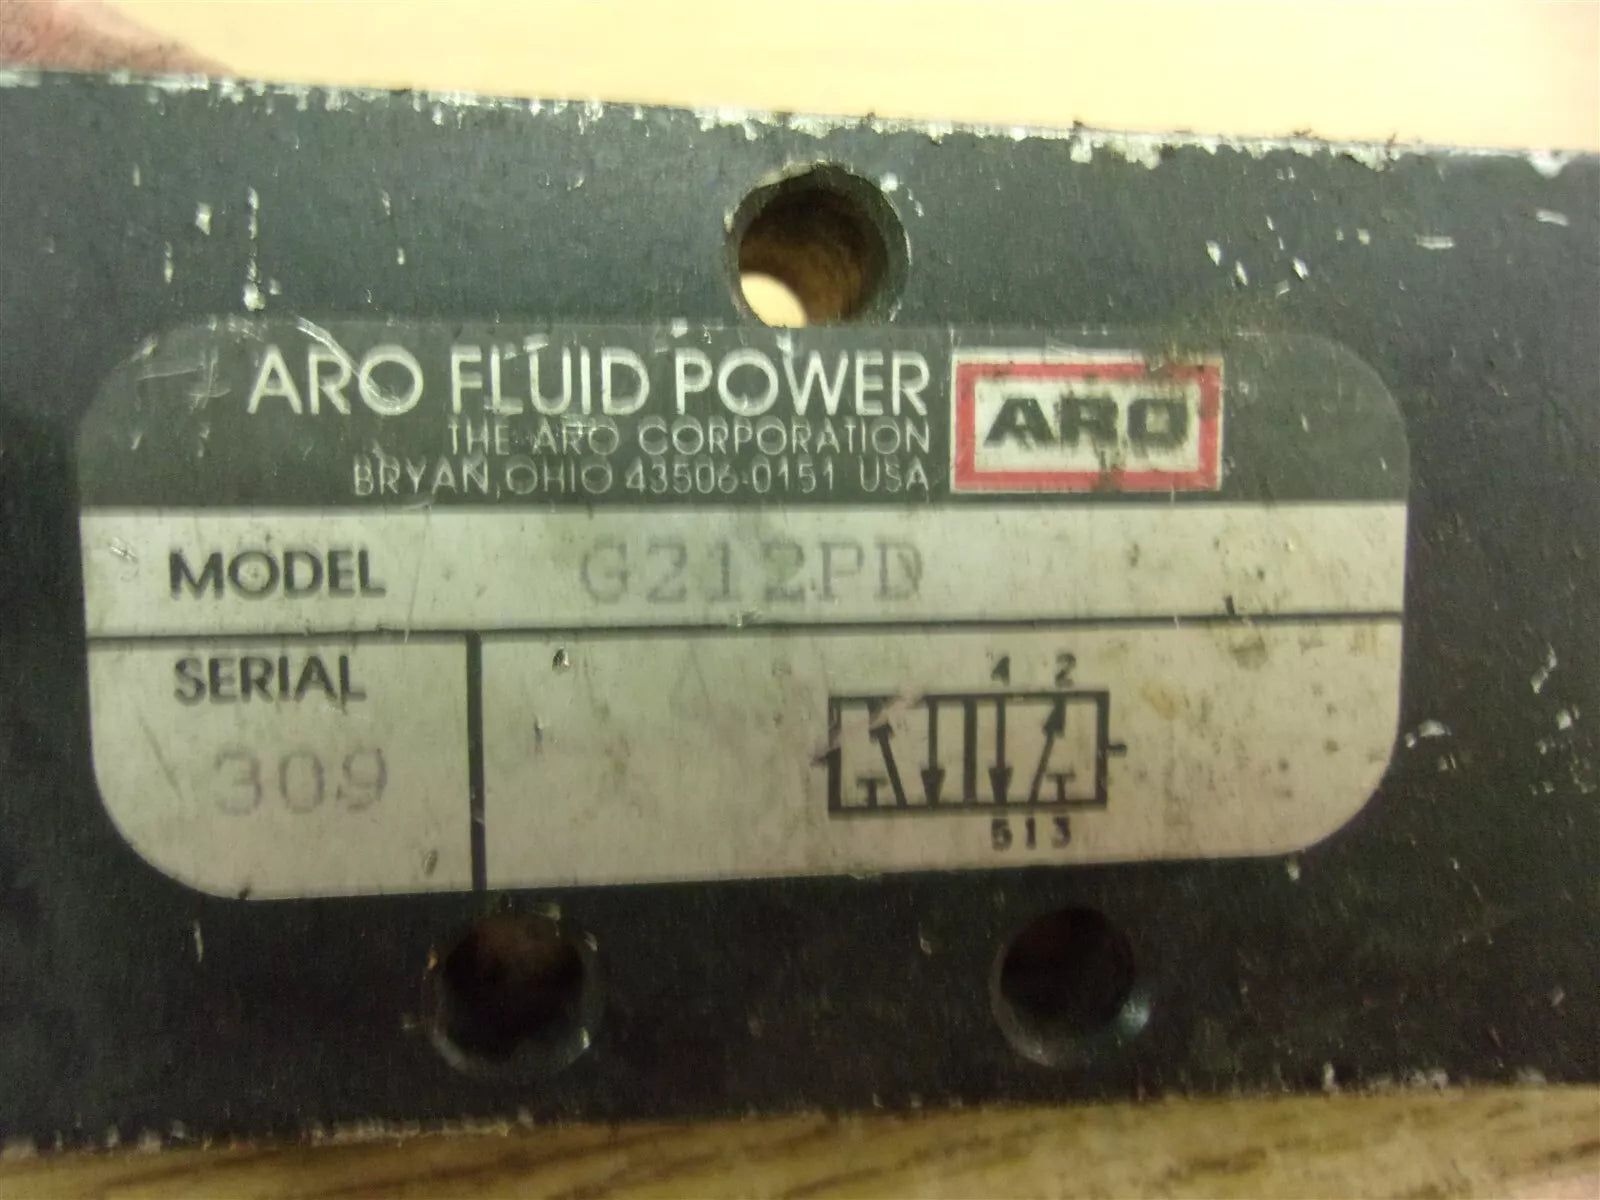 ARO FLUID POWER
THE ARO CORPORATION
BRYAN, OHIO 43506-0151 USA
ARO
MODEL G212PD
SERIAL
309
4 2
5 1 3